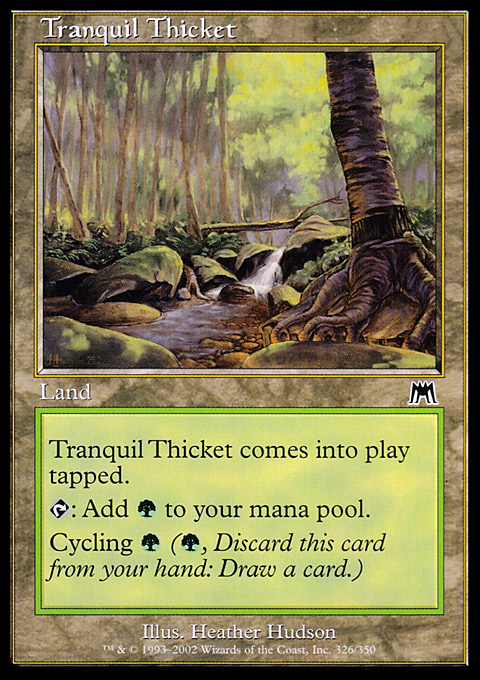 Tranquil Thicket
Land
Tranquil Thicket comes into play
tapped.
: Add to your mana pool.
Cycling (, Discard this card
from your hand: Draw a card.)
Illus. Heather Hudson
™ & © 1993–2002 Wizards of the Coast, Inc. 326/350